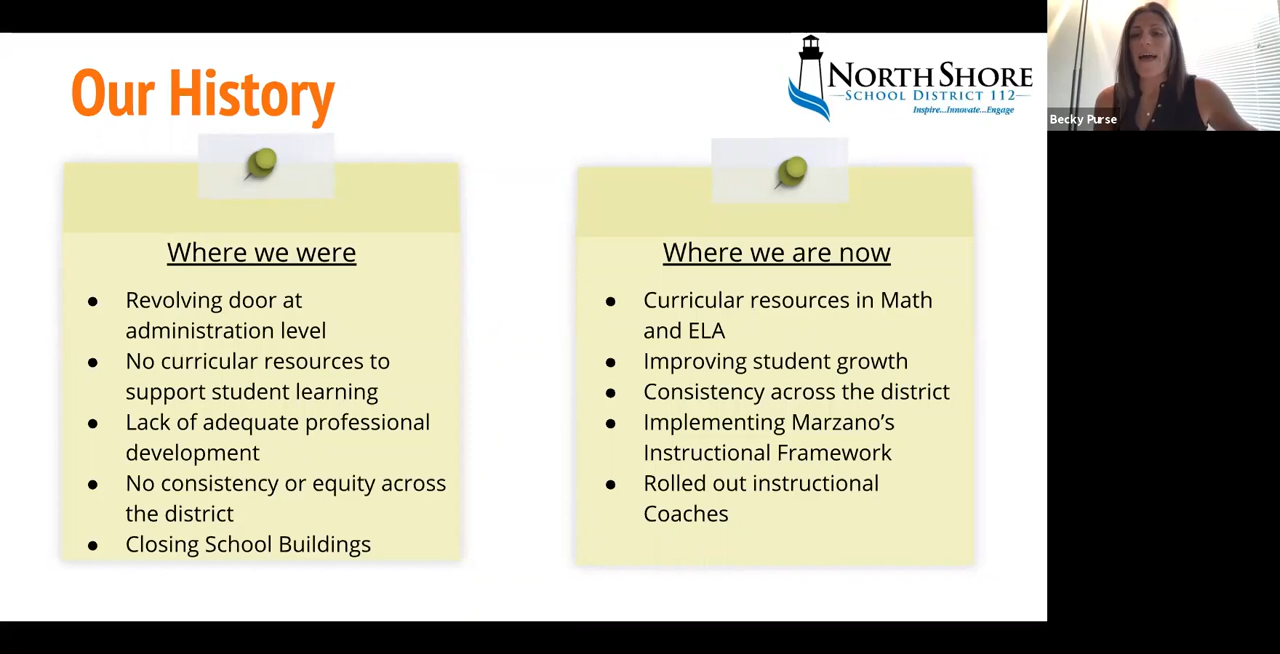 Our History
NORTH SHORE
SCHOOL DISTRICT 112
Inspire...Innovate...Engage
Becky Purse
Where we were
● Revolving door at
administration level
● No curricular resources to
support student learning
● Lack of adequate professional
development
● No consistency or equity across
the district
● Closing School Buildings
Where we are now
● Curricular resources in Math
and ELA
● Improving student growth
● Consistency across the district
● Implementing Marzano’s
Instructional Framework
● Rolled out instructional
Coaches